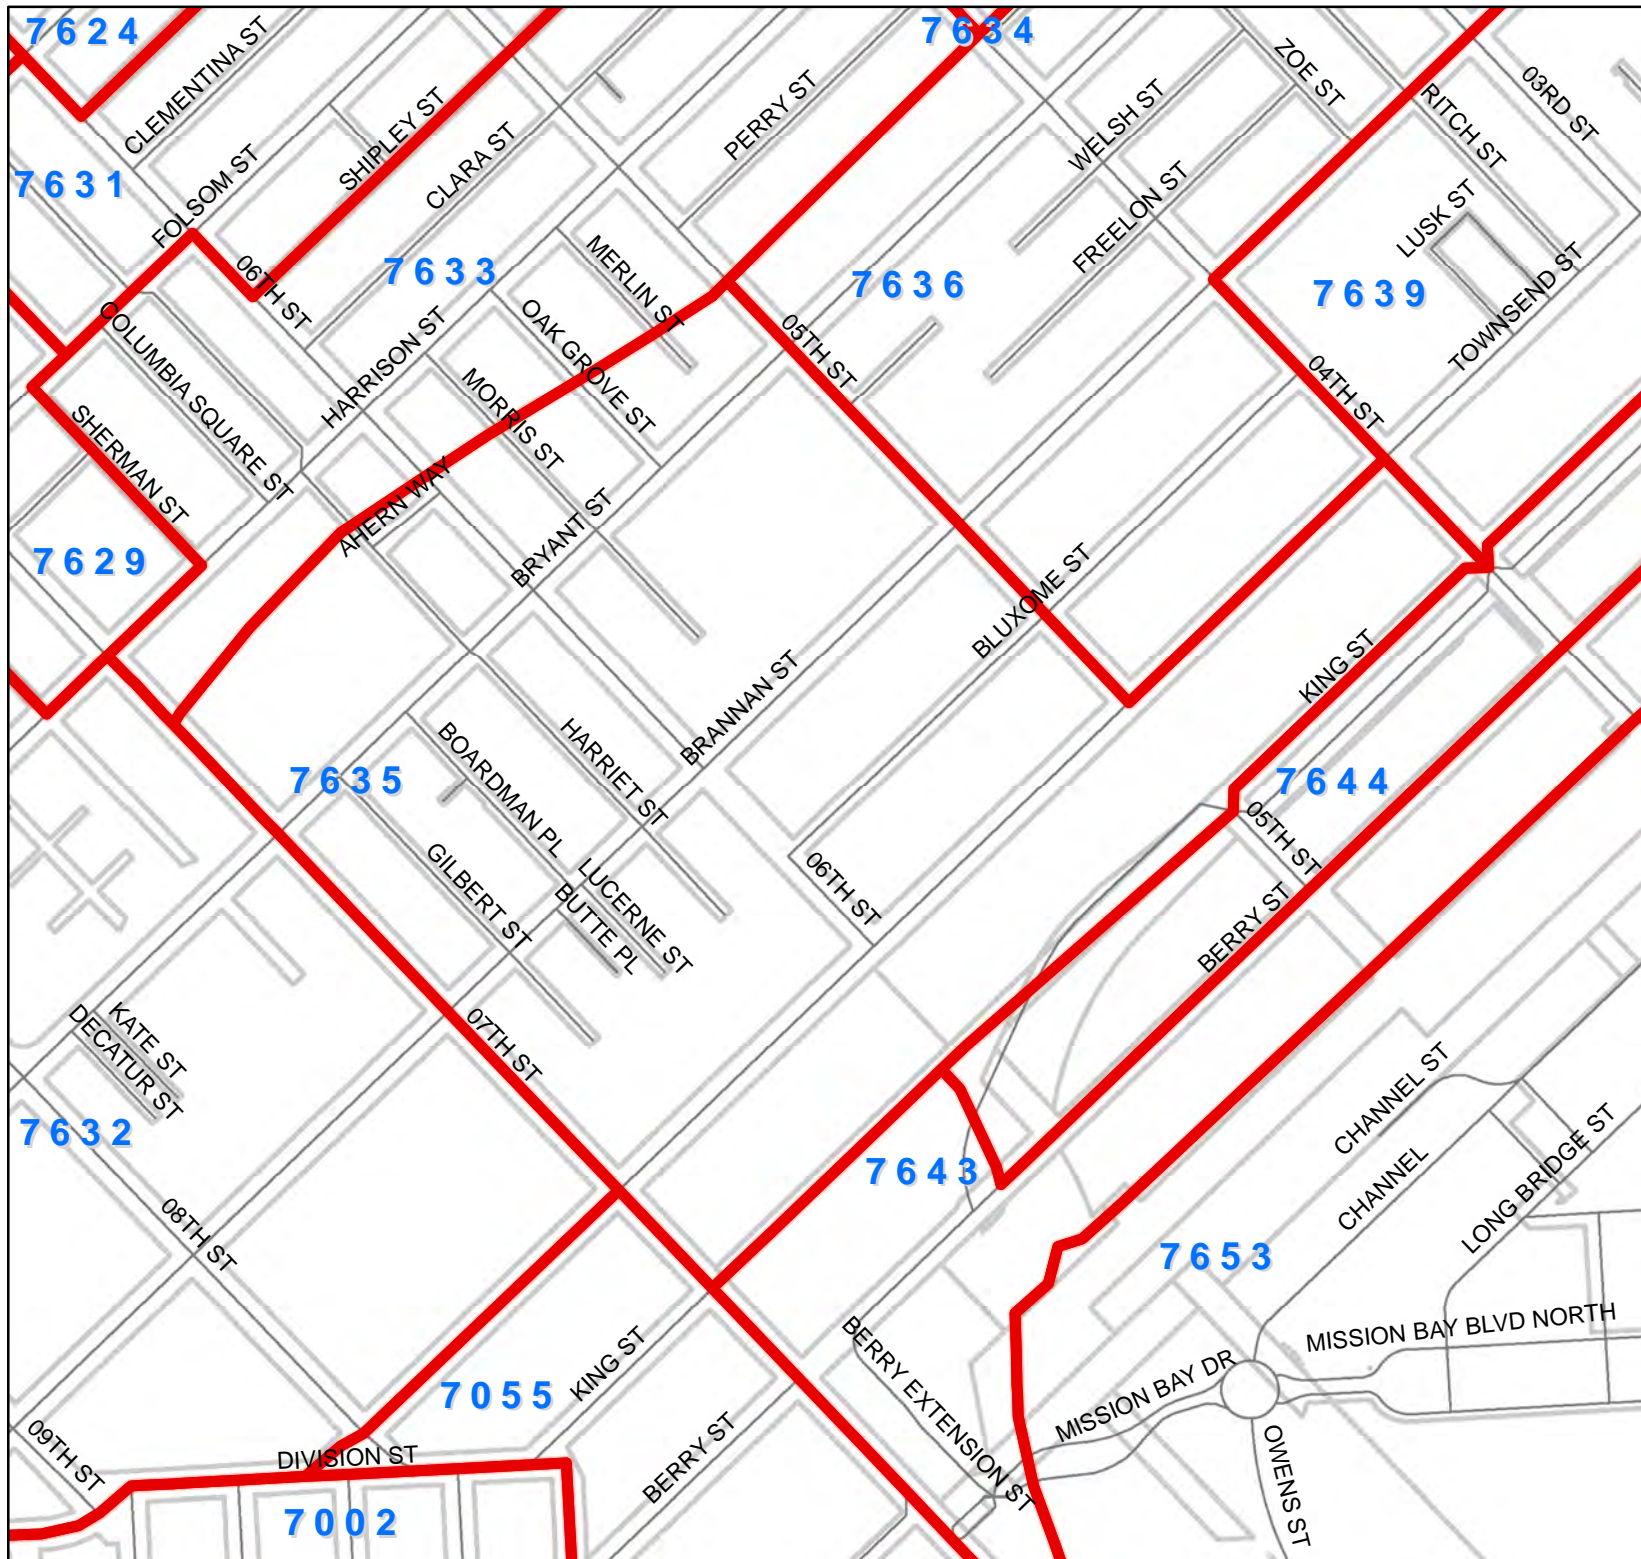 7624
7634
CLEMENTINA ST
ZOE ST
03RD ST
SHIPLEY ST
PERRY ST
WELSH ST
RITCH ST
7631
FOLSOM ST
CLARA ST
FREELON ST
LUSK ST
06TH ST
7633
MERLIN ST
7636
7639
TOWNSEND ST
COLUMBIA SQUARE ST
HARRISON ST
OAK GROVE ST
05TH ST
04TH ST
SHERMAN ST
MORRIS ST
AHERN WAY
BRYANT ST
7629
BLUXOME ST
KING ST
BRANNAN ST
7635
BOARDMAN PL
HARRIET ST
7644
05TH ST
GILBERT ST
LUCERNE ST
BUTTE PL
06TH ST
BERRY ST
KATE ST
DECATUR ST
07TH ST
7632
CHANNEL ST
7643
CHANNEL
LONG BRIDGE ST
08TH ST
7653
KING ST
MISSION BAY BLVD NORTH
7055
BERRY EXTENSION ST
MISSION BAY DR
09TH ST
DIVISION ST
BERRY ST
OWENS ST
7002